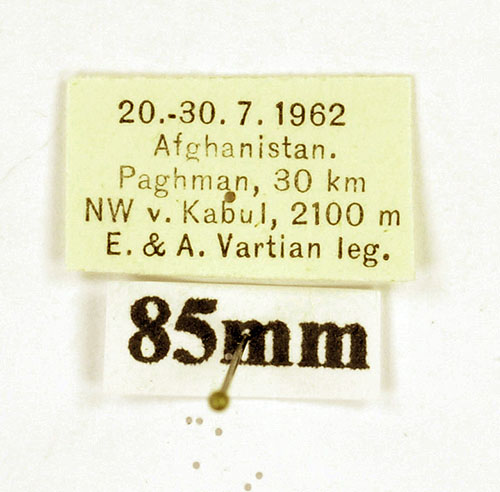 20.-30. 7. 1962
Afghanistan.
Paghman, 30 km
NW v. Kabul, 2100 m
E. & A. Vartian leg.
85mm